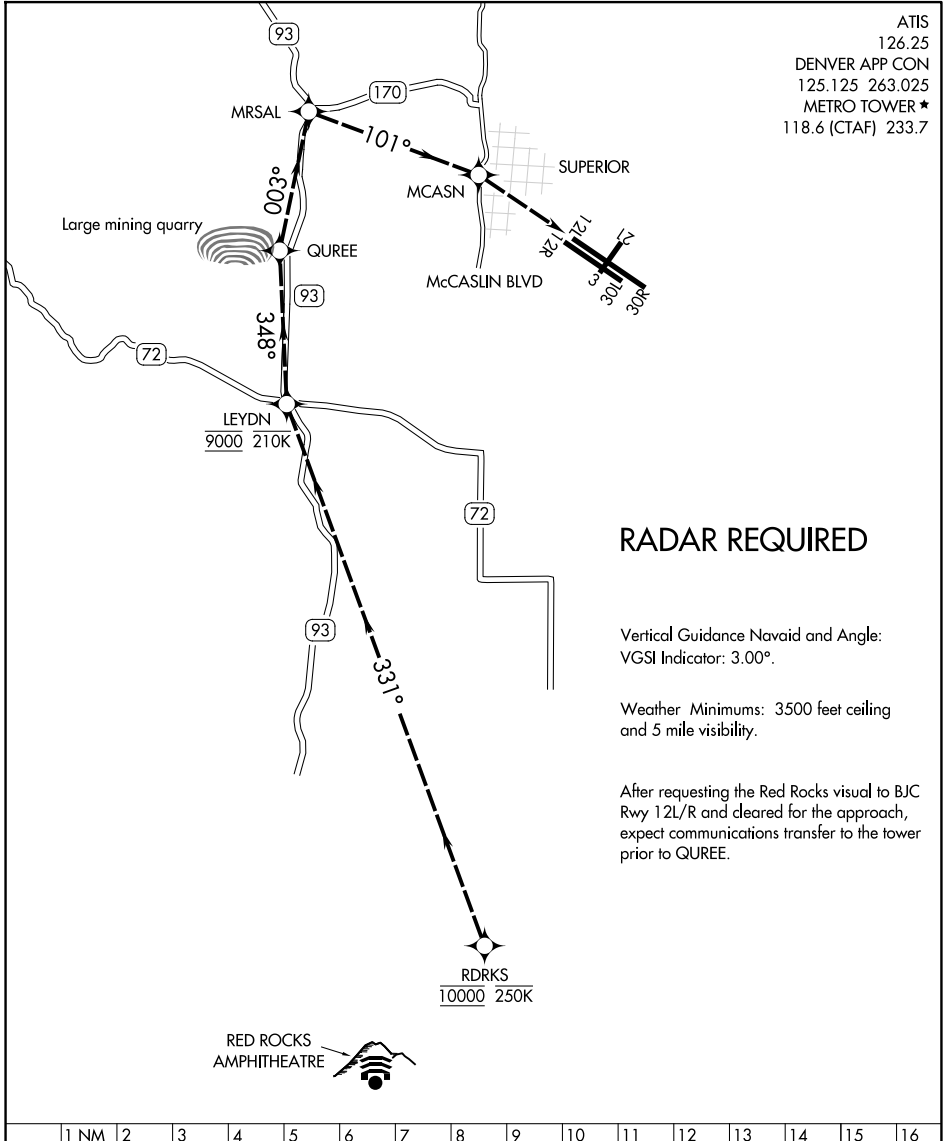 ATIS
126.25
DENVER APP CON
125.125 263.025
METRO TOWER ★
118.6 (CTAF) 233.7
93
170
MRSAL
101°
SUPERIOR
MCASN
003°
Large mining quarry
QUREE
12L
12R
21
3
30L
30R
McCASLIN BLVD
93
348°
72
LEYDN
9000 210K
72
RADAR REQUIRED
93
Vertical Guidance Navaid and Angle:
VGSI Indicator: 3.00°.
331°
Weather Minimums: 3500 feet ceiling
and 5 mile visibility.
After requesting the Red Rocks visual to BJC
Rwy 12L/R and cleared for the approach,
expect communications transfer to the tower
prior to QUREE.
RDRKS
10000 250K
RED ROCKS
AMPHITHEATRE
1 NM 2 3 4 5 6 7 8 9 10 11 12 13 14 15 16